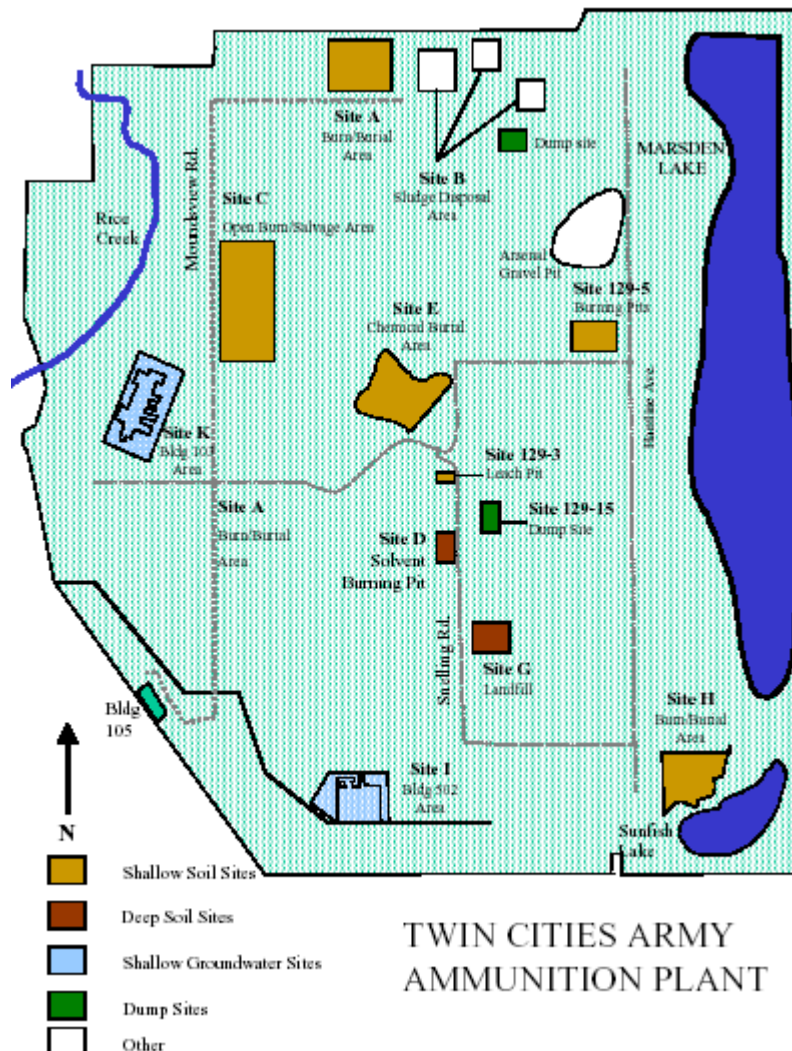 Site A
Burn/Burial
Area
Dump site
MARSDEN
LAKE
Site B
Sludge Disposal
Area
Moundsview Rd.
Rice
Creek
Site C
Open Burn/Salvage Area
Arsenal
Gravel Pit
Site 129-5
Burning Pits
Site E
Chemical Burial
Area
Hamline Ave.
Site K
Bldg 103
Area
Site 129-3
Leach Pit
Site A
Burn/Burial
Area
Site 129-15
Dump Site
Site D
Solvent
Burning Pit
Snelling Rd.
Site G
Landfill
Bldg
105
Site H
Burn/Burial
Area
Site I
Bldg 502
Area
Sunfish
Lake
N
Shallow Soil Sites
Deep Soil Sites
Shallow Groundwater Sites
Dump Sites
Other
TWIN CITIES ARMY
AMMUNITION PLANT